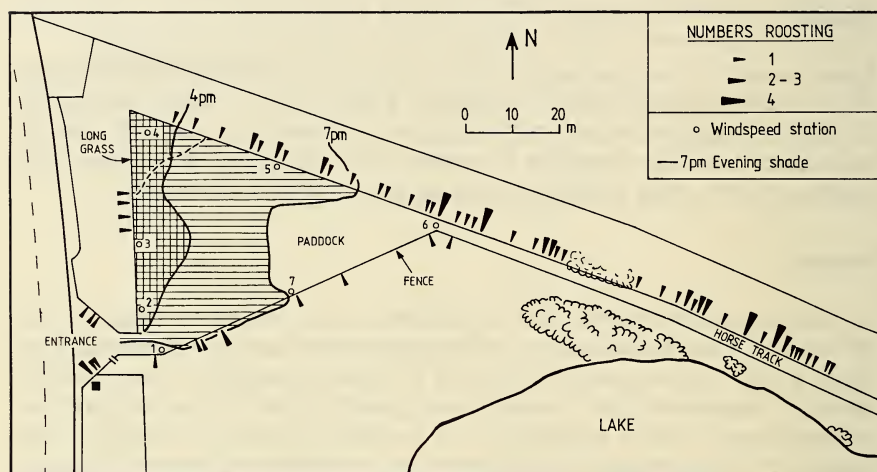 NUMBERS ROOSTING
1
2-3
4
Windspeed station
7pm Evening shade
N
0 10 20
m
4pm
LONG
GRASS
4
7pm
5
3
PADDOCK
6
FENCE
2
7
ENTRANCE
1
HORSE TRACK
LAKE